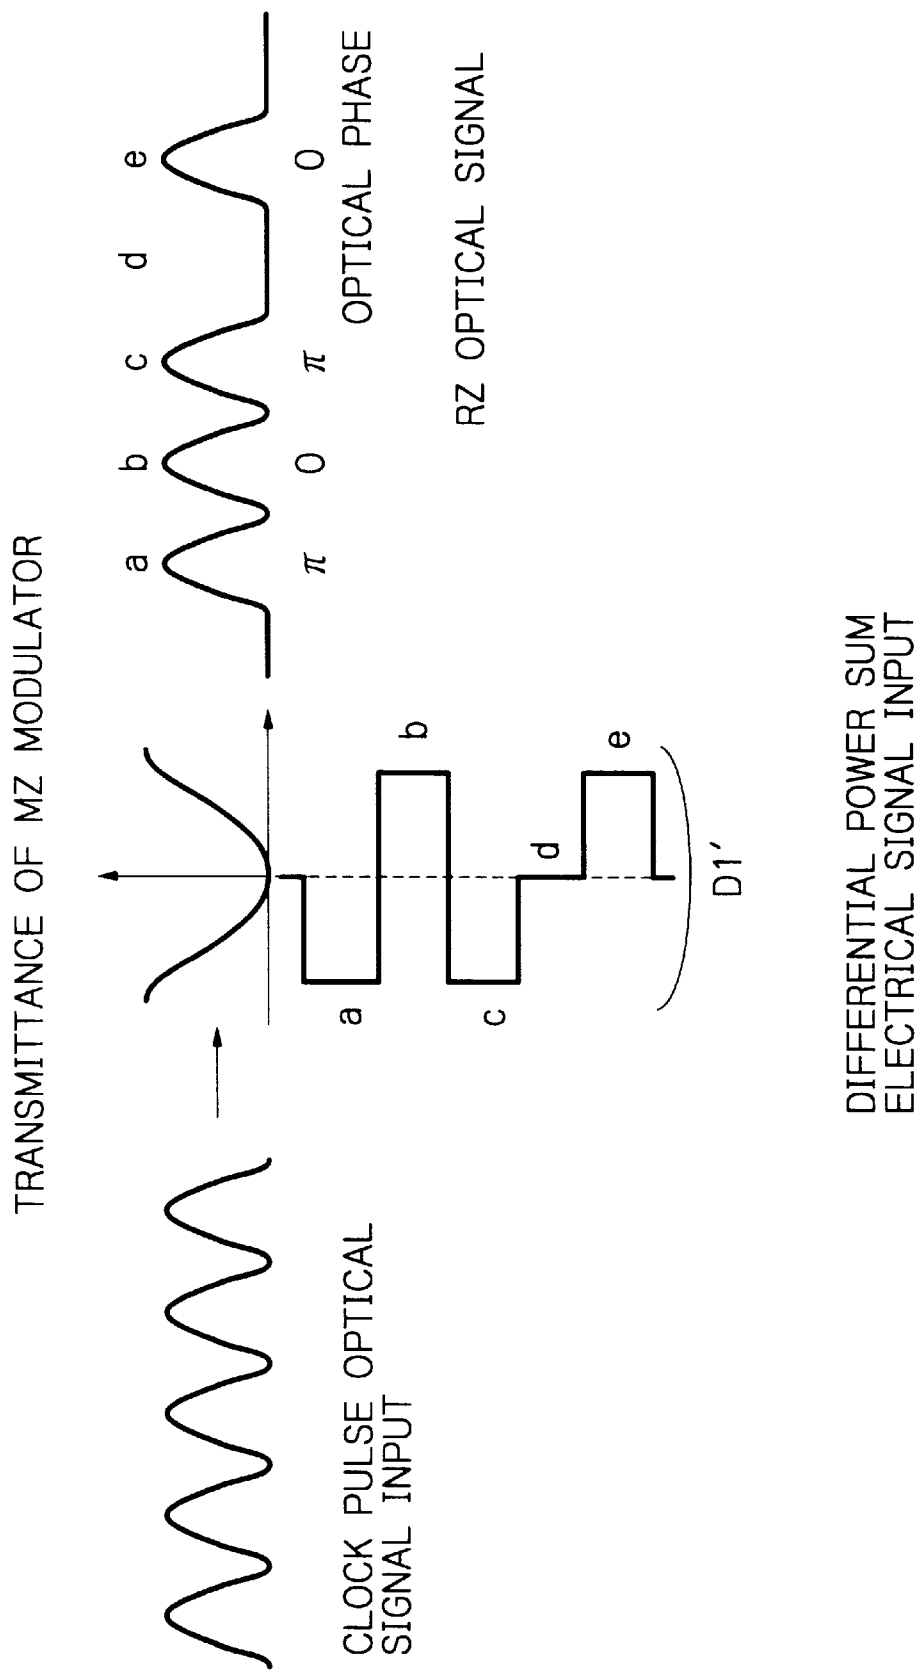 TRANSMITTANCE OF MZ MODULATOR
a
b
c
d
e
π
0
π
0
OPTICAL PHASE
RZ OPTICAL SIGNAL
CLOCK PULSE OPTICAL
SIGNAL INPUT
a
b
c
d
e
D1′
DIFFERENTIAL POWER SUM
ELECTRICAL SIGNAL INPUT